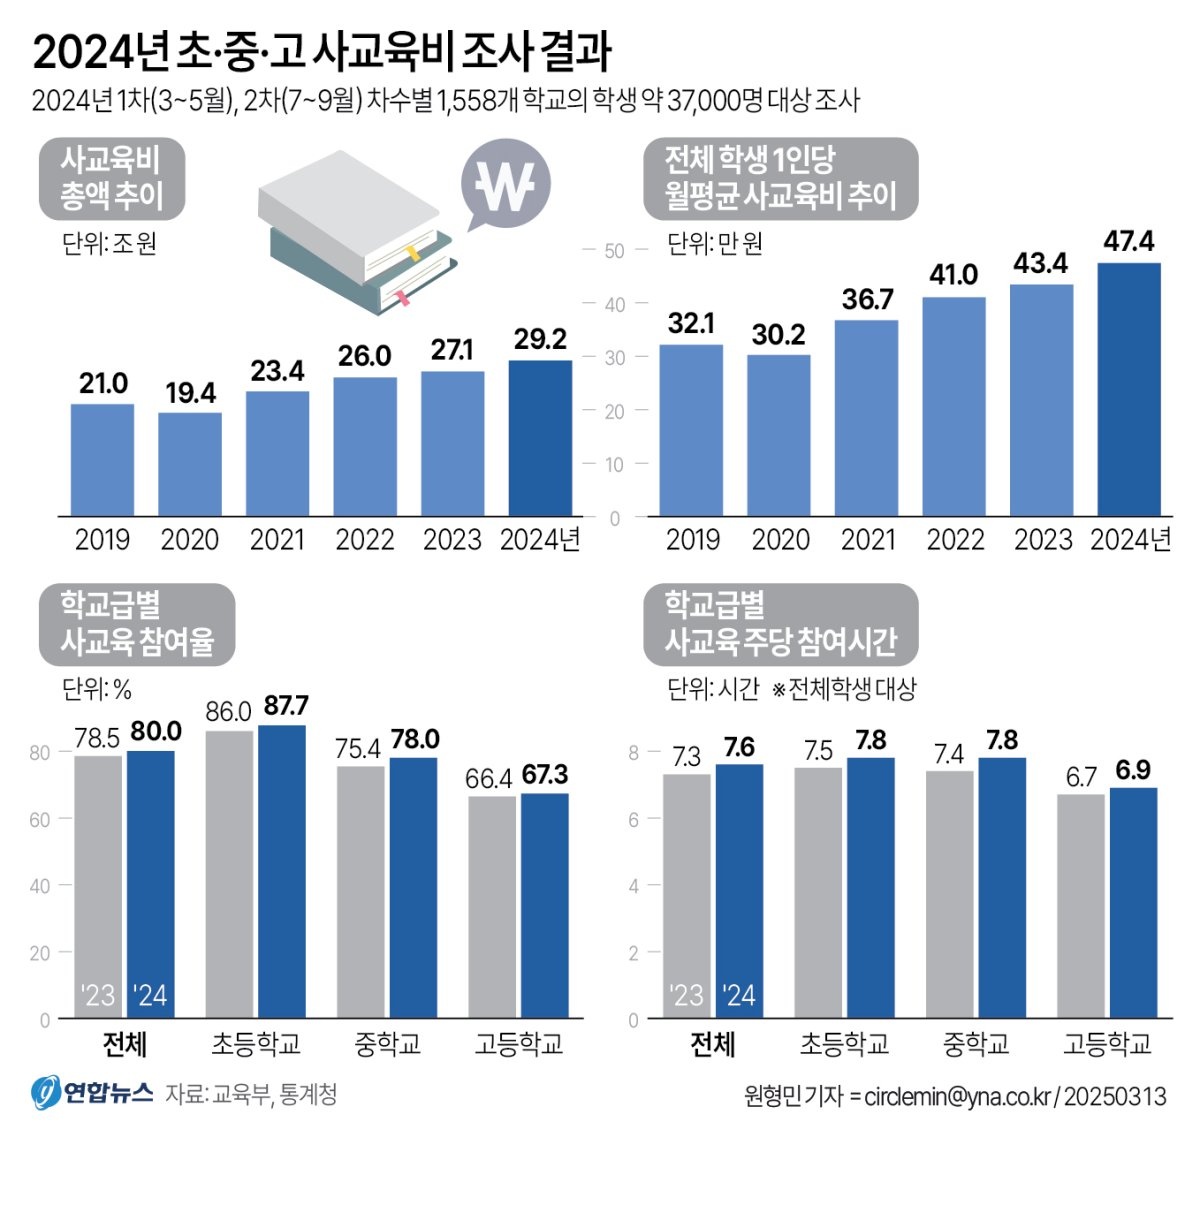 2024년 초·중·고 사교육비 조사 결과
2024년 1차(3~5월), 2차(7~9월) 차수별 1,558개 학교의 학생 약 37,000명 대상 조사
사교육비
총액 추이
단위: 조 원
₩
21.0
19.4
23.4
26.0
27.1
29.2
2019
2020
2021
2022
2023
2024년
전체 학생 1인당
월평균 사교육비 추이
단위: 만 원
50
40
30
20
10
0
32.1
30.2
36.7
41.0
43.4
47.4
2019
2020
2021
2022
2023
2024년
학교급별
사교육 참여율
단위: %
80
60
40
20
0
78.5
80.0
86.0
87.7
75.4
78.0
66.4
67.3
'23
'24
전체
초등학교
중학교
고등학교
학교급별
사교육 주당 참여시간
단위: 시간 ※전체학생 대상
8
6
4
2
0
7.3
7.6
7.5
7.8
7.4
7.8
6.7
6.9
'23
'24
전체
초등학교
중학교
고등학교
y 연합뉴스 자료: 교육부, 통계청
원형민 기자 = circlemin@yna.co.kr / 20250313